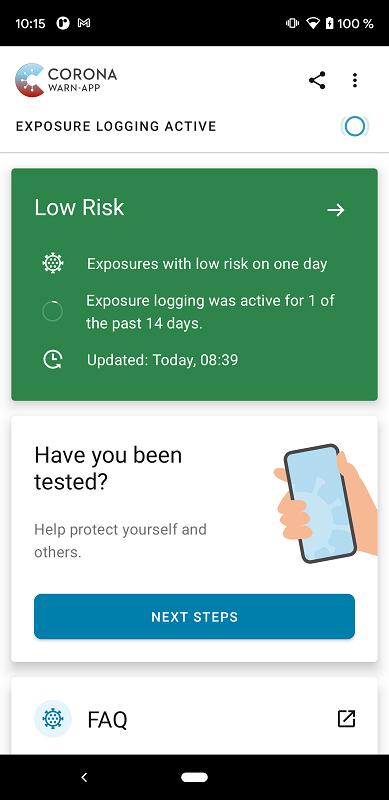 10:15
100 %
CORONA
WARN-APP
EXPOSURE LOGGING ACTIVE
Low Risk
Exposures with low risk on one day
Exposure logging was active for 1 of
the past 14 days.
Updated: Today, 08:39
Have you been
tested?
Help protect yourself and
others.
NEXT STEPS
FAQ